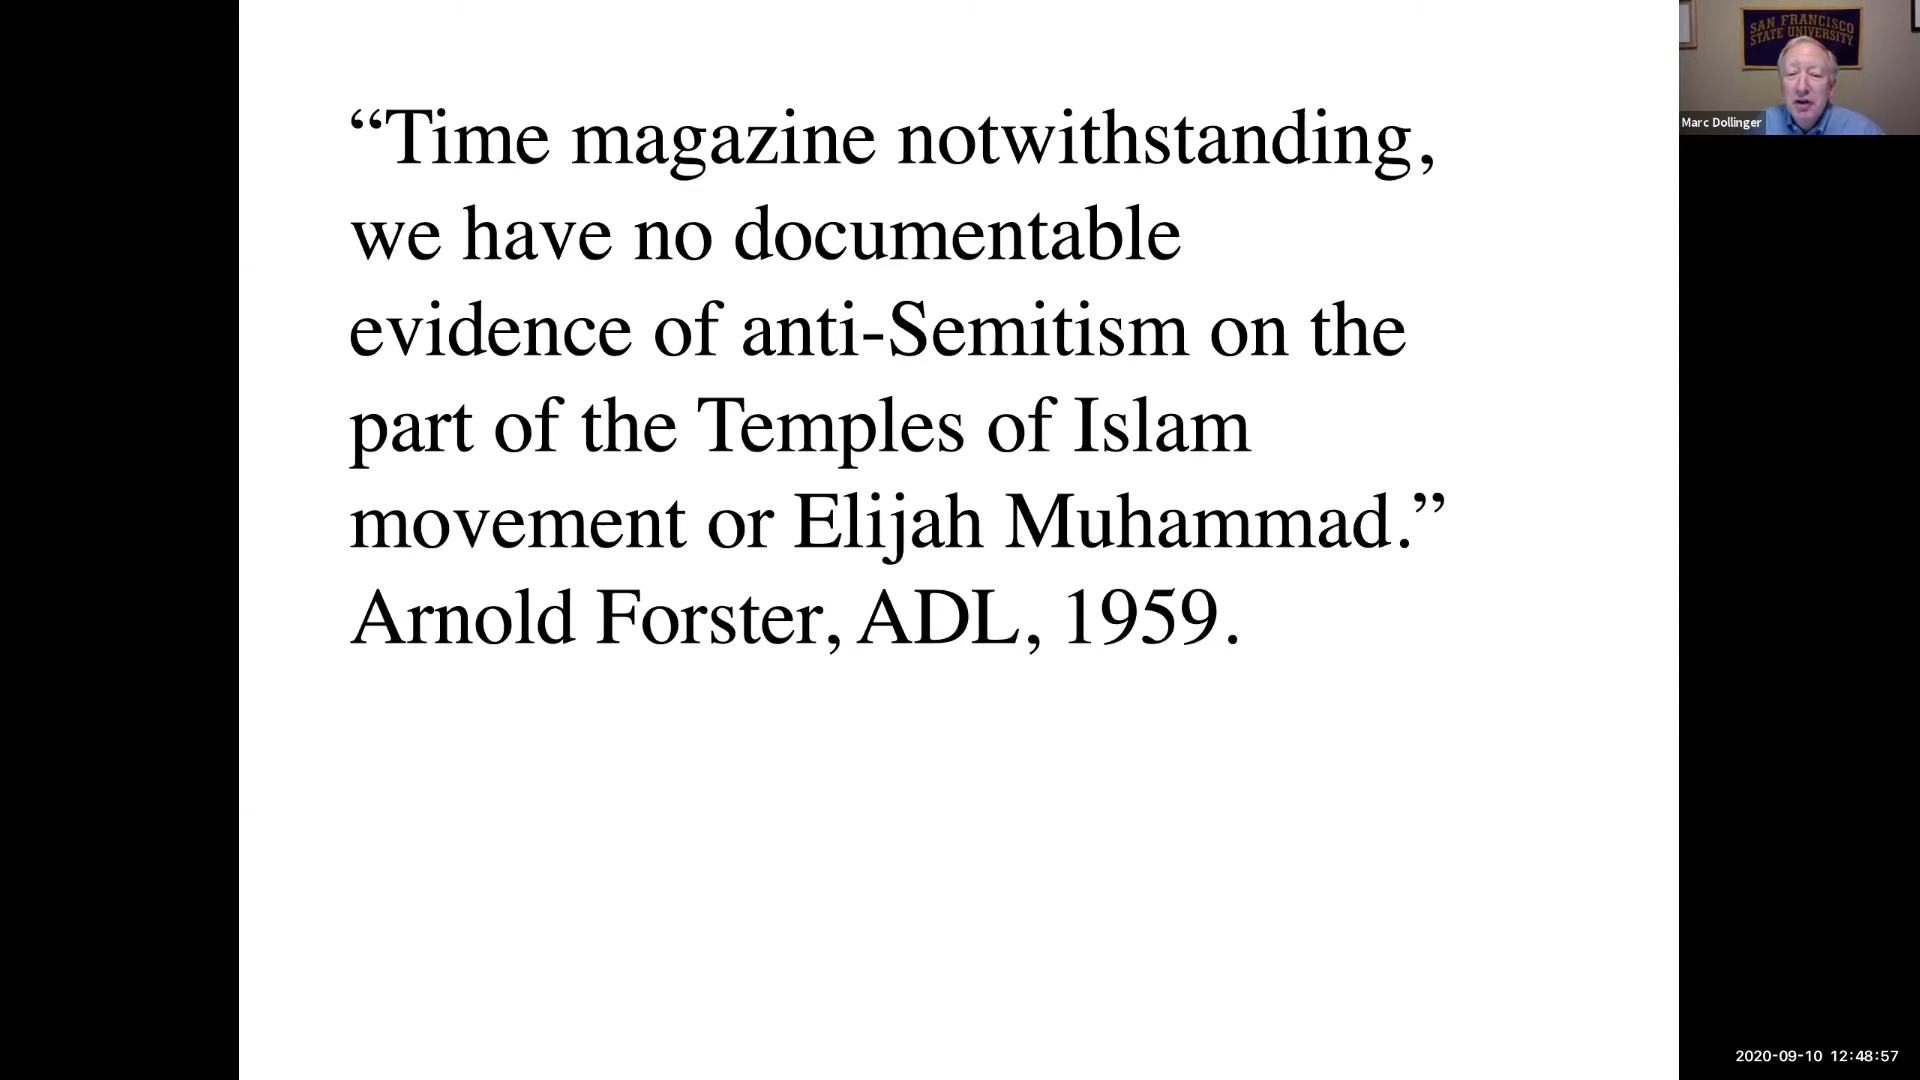 “Time magazine notwithstanding,
we have no documentable
evidence of anti-Semitism on the
part of the Temples of Islam
movement or Elijah Muhammad.”
Arnold Forster, ADL, 1959.
SAN FRANCISCO
STATE UNIVERSITY
Marc Dollinger
2020-09-10 12:48:57